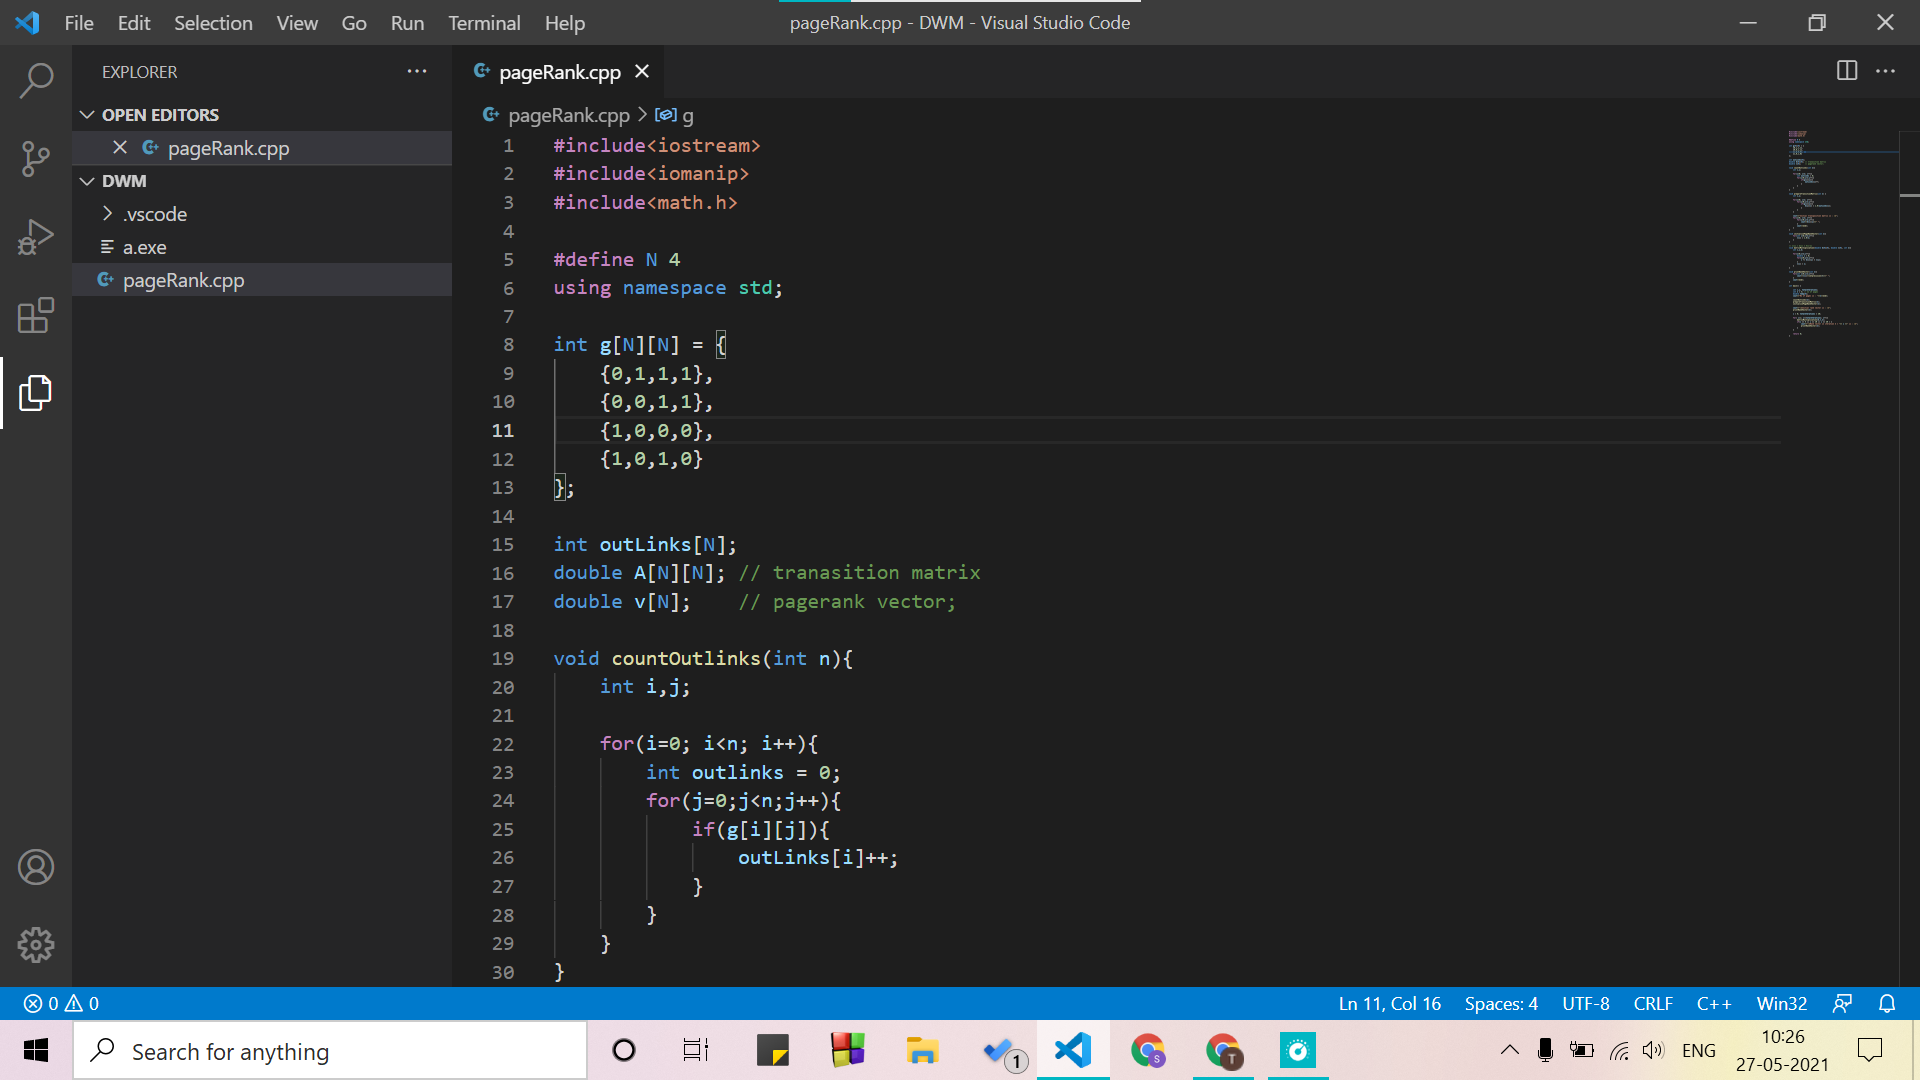 File Edit Selection View Go Run Terminal Help
pageRank.cpp - DWM - Visual Studio Code
EXPLORER
OPEN EDITORS
pageRank.cpp
DWM
.vscode
a.exe
pageRank.cpp
pageRank.cpp
pageRank.cpp > g
1 #include<iostream>
2 #include<iomanip>
3 #include<math.h>
4
5 #define N 4
6 using namespace std;
7
8 int g[N][N] = {
9     {0,1,1,1},
10     {0,0,1,1},
11     {1,0,0,0},
12     {1,0,1,0}
13 };
14
15 int outLinks[N];
16 double A[N][N]; // tranasition matrix
17 double v[N];    // pagerank vector;
18
19 void countOutlinks(int n){
20     int i,j;
21
22     for(i=0; i<n; i++){
23         int outlinks = 0;
24         for(j=0;j<n;j++){
25             if(g[i][j]){
26                 outLinks[i]++;
27             }
28         }
29     }
30 }
0 0
Ln 11, Col 16 Spaces: 4 UTF-8 CRLF C++ Win32
Search for anything
1
S
T
ENG
10:26
27-05-2021